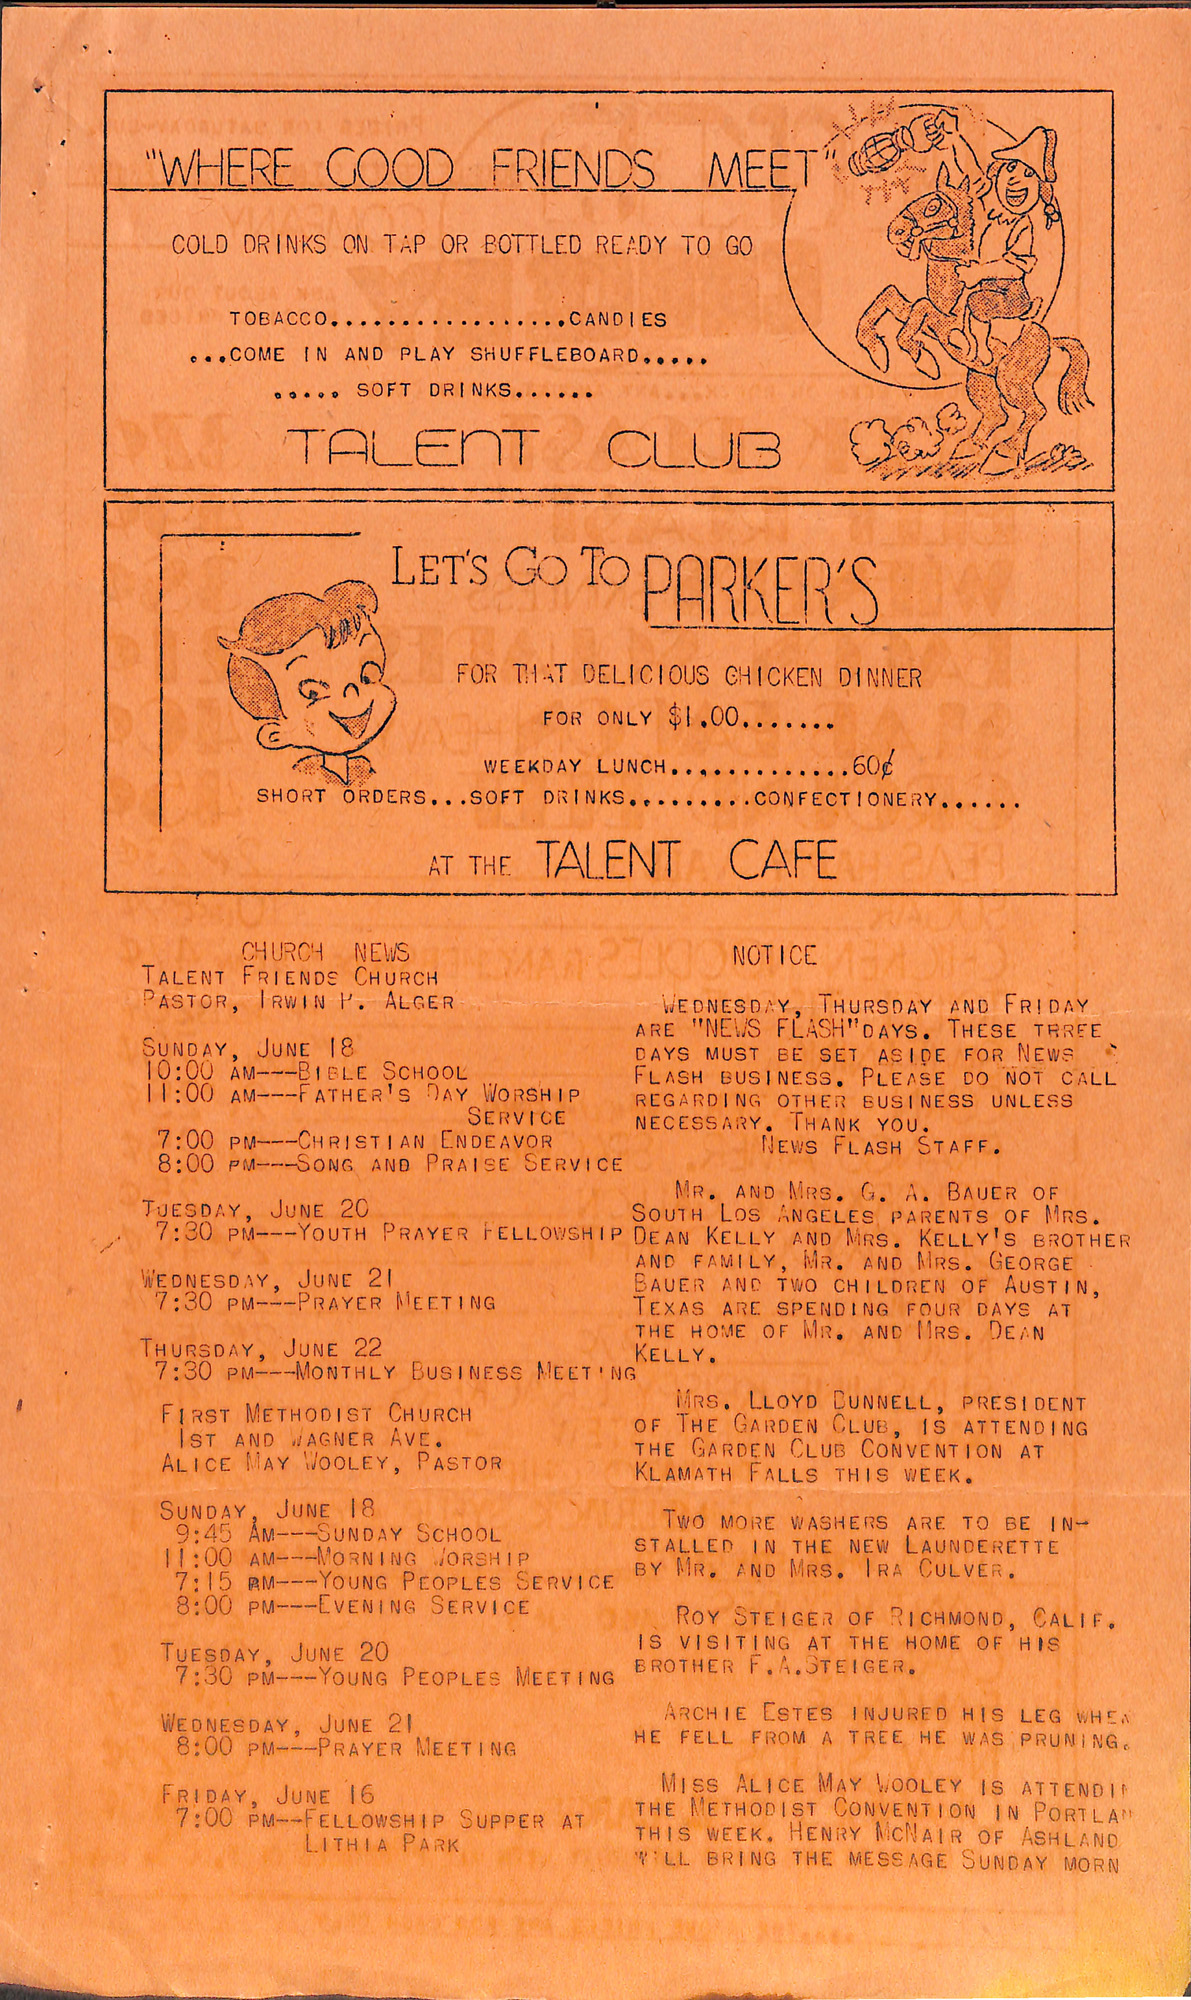 "WHERE GOOD FRIENDS MEET"
COLD DRINKS ON TAP OR BOTTLED READY TO GO
TOBACCO.................CANDIES
...COME IN AND PLAY SHUFFLEBOARD.....
..... SOFT DRINKS......
TALENT CLUB
LET'S GO TO PARKER'S
FOR THAT DELICIOUS CHICKEN DINNER
FOR ONLY $1.00.......
WEEKDAY LUNCH.............60¢
SHORT ORDERS...SOFT DRINKS.........CONFECTIONERY......
AT THE TALENT CAFE
CHURCH NEWS
TALENT FRIENDS CHURCH
PASTOR, IRWIN P. ALGER
SUNDAY, JUNE 18
10:00 AM---BIBLE SCHOOL
11:00 AM---FATHER'S DAY WORSHIP
SERVICE
7:00 PM---CHRISTIAN ENDEAVOR
8:00 PM---SONG AND PRAISE SERVICE
TUESDAY, JUNE 20
7:30 PM---YOUTH PRAYER FELLOWSHIP
WEDNESDAY, JUNE 21
7:30 PM---PRAYER MEETING
THURSDAY, JUNE 22
7:30 PM---MONTHLY BUSINESS MEETING
FIRST METHODIST CHURCH
1ST AND WAGNER AVE.
ALICE MAY WOOLEY, PASTOR
SUNDAY, JUNE 18
9:45 AM---SUNDAY SCHOOL
11:00 AM---MORNING WORSHIP
7:15 PM---YOUNG PEOPLES SERVICE
8:00 PM---EVENING SERVICE
TUESDAY, JUNE 20
7:30 PM---YOUNG PEOPLES MEETING
WEDNESDAY, JUNE 21
8:00 PM---PRAYER MEETING
FRIDAY, JUNE 16
7:00 PM--FELLOWSHIP SUPPER AT
LITHIA PARK
NOTICE
WEDNESDAY, THURSDAY AND FRIDAY
ARE "NEWS FLASH" DAYS. THESE THREE
DAYS MUST BE SET ASIDE FOR NEWS
FLASH BUSINESS. PLEASE DO NOT CALL
REGARDING OTHER BUSINESS UNLESS
NECESSARY. THANK YOU.
NEWS FLASH STAFF.
MR. AND MRS. G. A. BAUER OF
SOUTH LOS ANGELES PARENTS OF MRS.
DEAN KELLY AND MRS. KELLY'S BROTHER
AND FAMILY, MR. AND MRS. GEORGE
BAUER AND TWO CHILDREN OF AUSTIN,
TEXAS ARE SPENDING FOUR DAYS AT
THE HOME OF MR. AND MRS. DEAN
KELLY.
MRS. LLOYD BUNNELL, PRESIDENT
OF THE GARDEN CLUB, IS ATTENDING
THE GARDEN CLUB CONVENTION AT
KLAMATH FALLS THIS WEEK.
TWO MORE WASHERS ARE TO BE IN-
STALLED IN THE NEW LAUNDERETTE
BY MR. AND MRS. IRA CULVER.
ROY STEIGER OF RICHMOND, CALIF.
IS VISITING AT THE HOME OF HIS
BROTHER F.A.STEIGER.
ARCHIE ESTES INJURED HIS LEG WHEN
HE FELL FROM A TREE HE WAS PRUNING.
MISS ALICE MAY WOOLEY IS ATTENDIN
THE METHODIST CONVENTION IN PORTLAN
THIS WEEK. HENRY MCNAIR OF ASHLAND
WILL BRING THE MESSAGE SUNDAY MORN